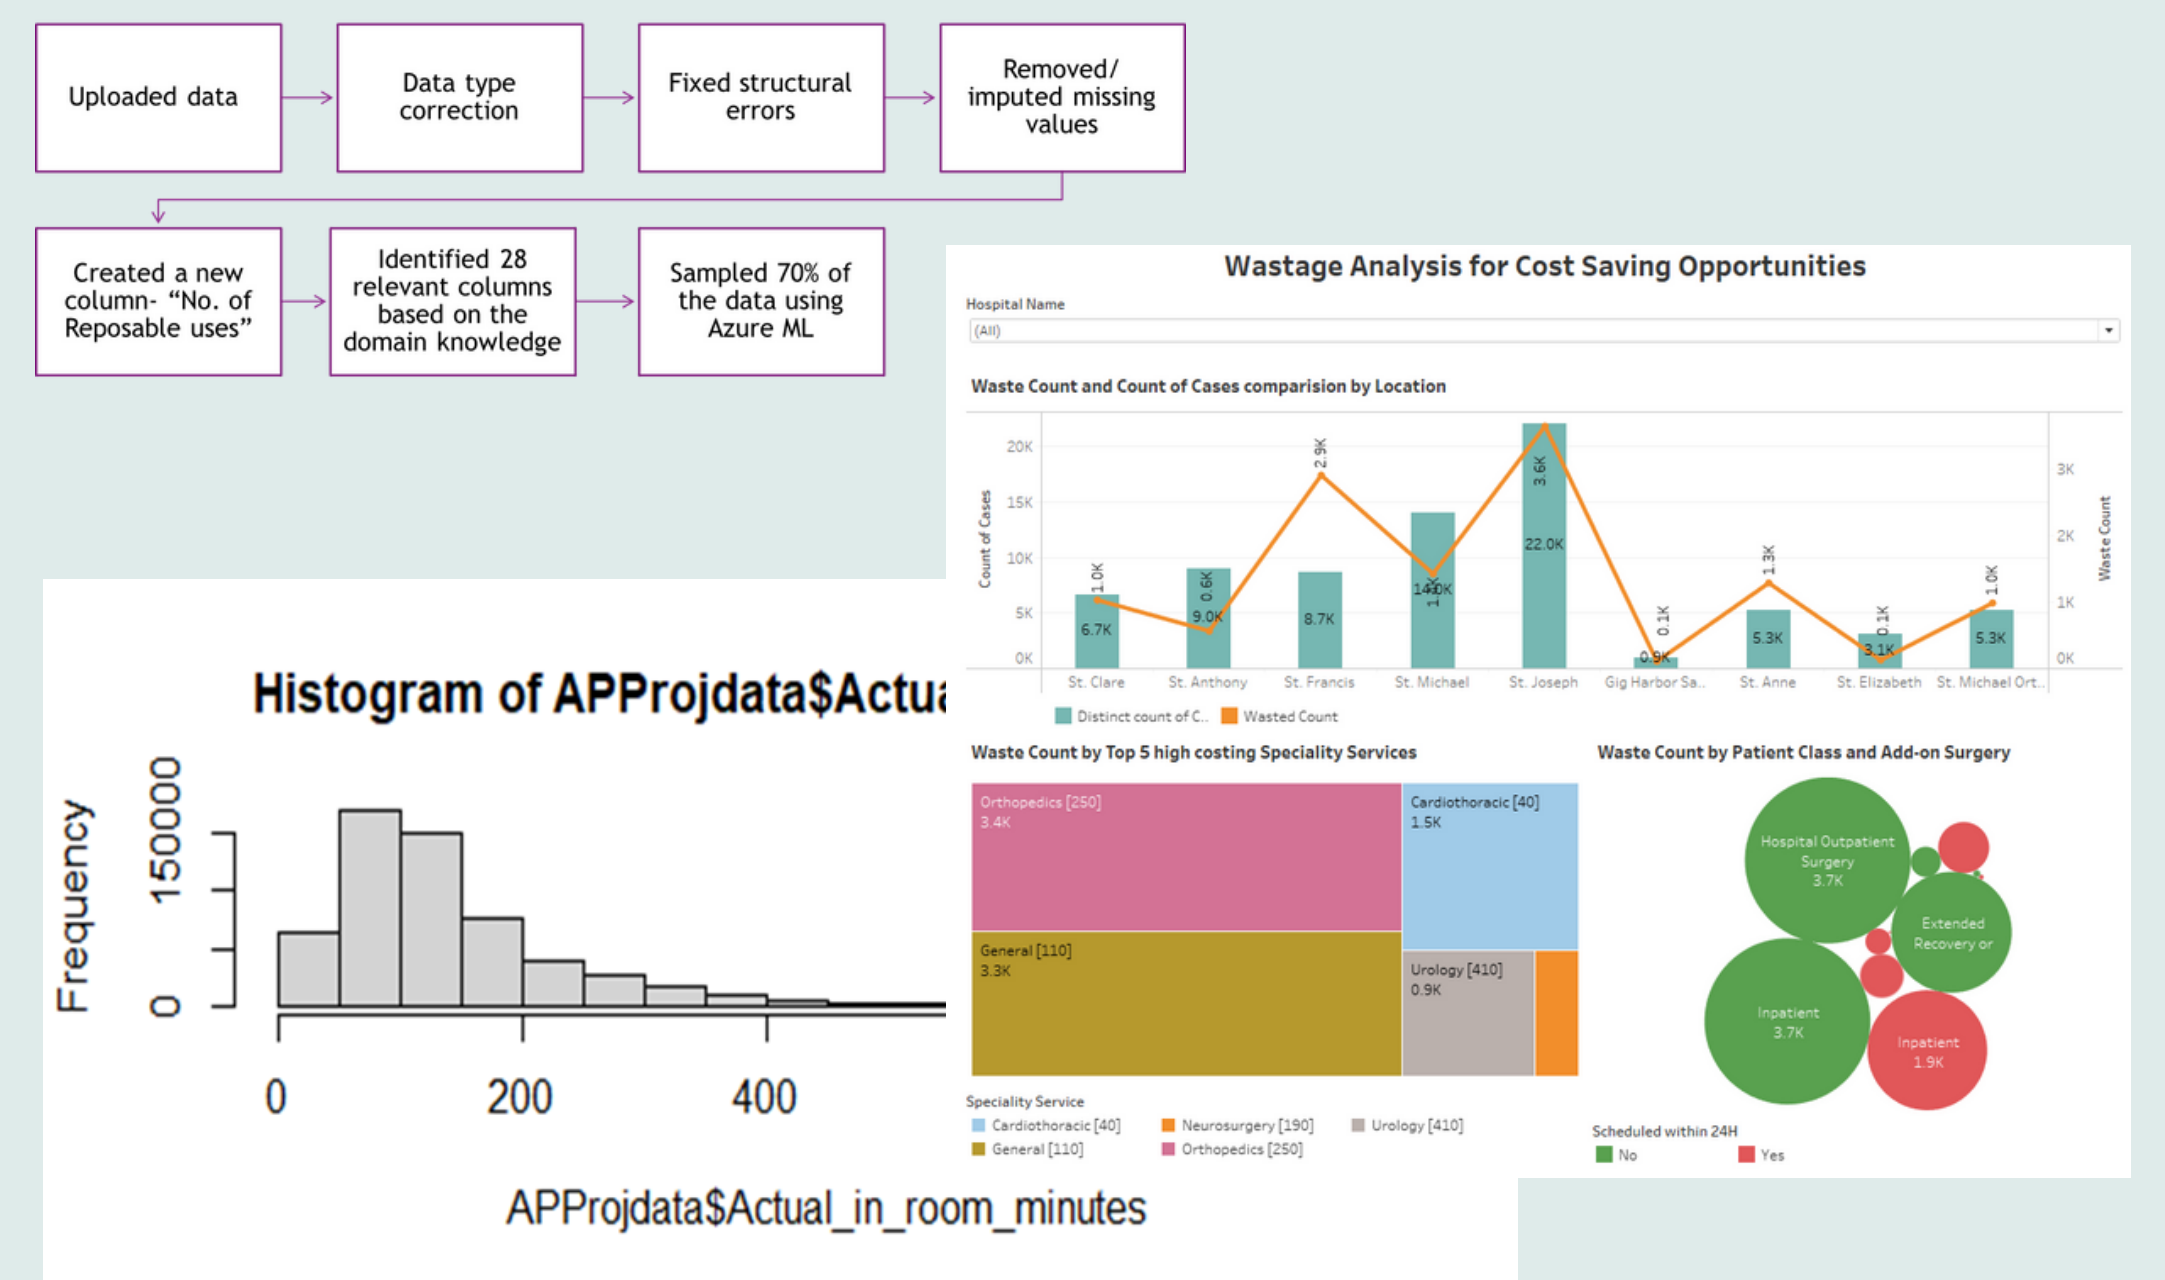 Uploaded data
Data type
correction
Fixed structural
errors
Removed/
imputed missing
values
Created a new
column- “No. of
Reposable uses”
Identified 28
relevant columns
based on the
domain knowledge
Sampled 70% of
the data using
Azure ML
Histogram of APProjdata$Actua
Frequency
150000
0
0
200
400
APProjdata$Actual_in_room_minutes
Wastage Analysis for Cost Saving Opportunities
Hospital Name
(All)
Waste Count and Count of Cases comparision by Location
Count of Cases
20K
15K
10K
5K
0K
1.0K
6.7K
0.6K
9.0K
2.9K
8.7K
14.0K
3.6K
22.0K
0.1K
0.9K
1.3K
5.3K
0.1K
3.1K
1.0K
5.3K
3K
2K
1K
0K
Waste Count
St. Clare
St. Anthony
St. Francis
St. Michael
St. Joseph
Gig Harbor Sa..
St. Anne
St. Elizabeth
St. Michael Ort..
Distinct count of C..
Wasted Count
Waste Count by Top 5 high costing Speciality Services
Orthopedics [250]
3.4K
Cardiothoracic [40]
1.5K
General [110]
3.3K
Urology [410]
0.9K
Speciality Service
Cardiothoracic [40]
Neurosurgery [190]
Urology [410]
General [110]
Orthopedics [250]
Waste Count by Patient Class and Add-on Surgery
Hospital Outpatient
Surgery
3.7K
Extended
Recovery or
Inpatient
3.7K
Inpatient
1.9K
Scheduled within 24H
No
Yes